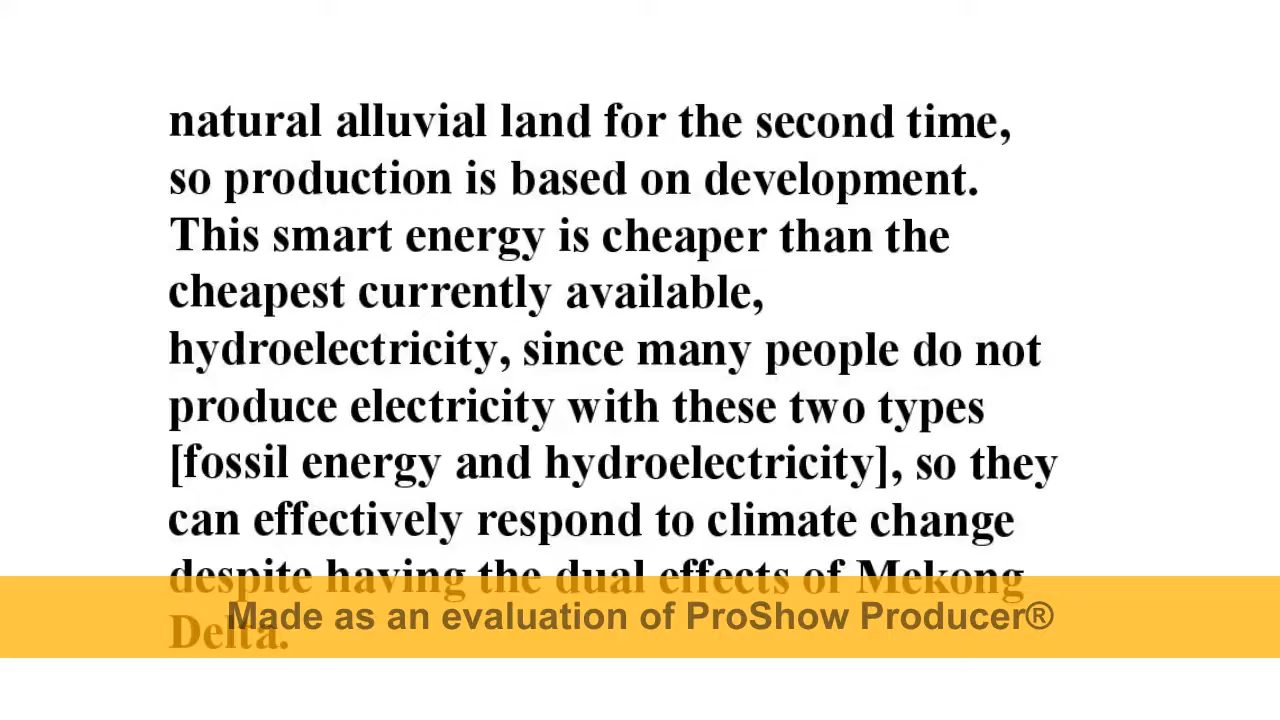 natural alluvial land for the second time,
so production is based on development.
This smart energy is cheaper than the
cheapest currently available,
hydroelectricity, since many people do not
produce electricity with these two types
[fossil energy and hydroelectricity], so they
can effectively respond to climate change
despite having the dual effects of Mekong
Made as an evaluation of ProShow Producer®
Delta.